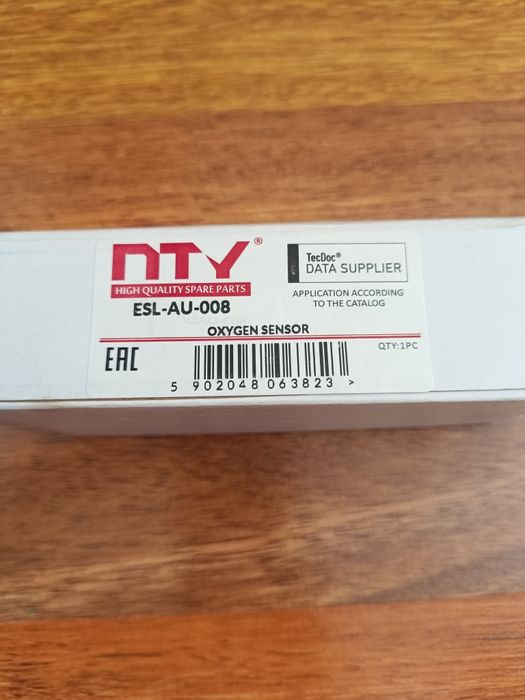 NTY®
HIGH QUALITY SPARE PARTS
ESL-AU-008
TecDoc®
DATA SUPPLIER
APPLICATION ACCORDING
TO THE CATALOG
OXYGEN SENSOR
EAC
QTY:1PC
5 902048 063823 >